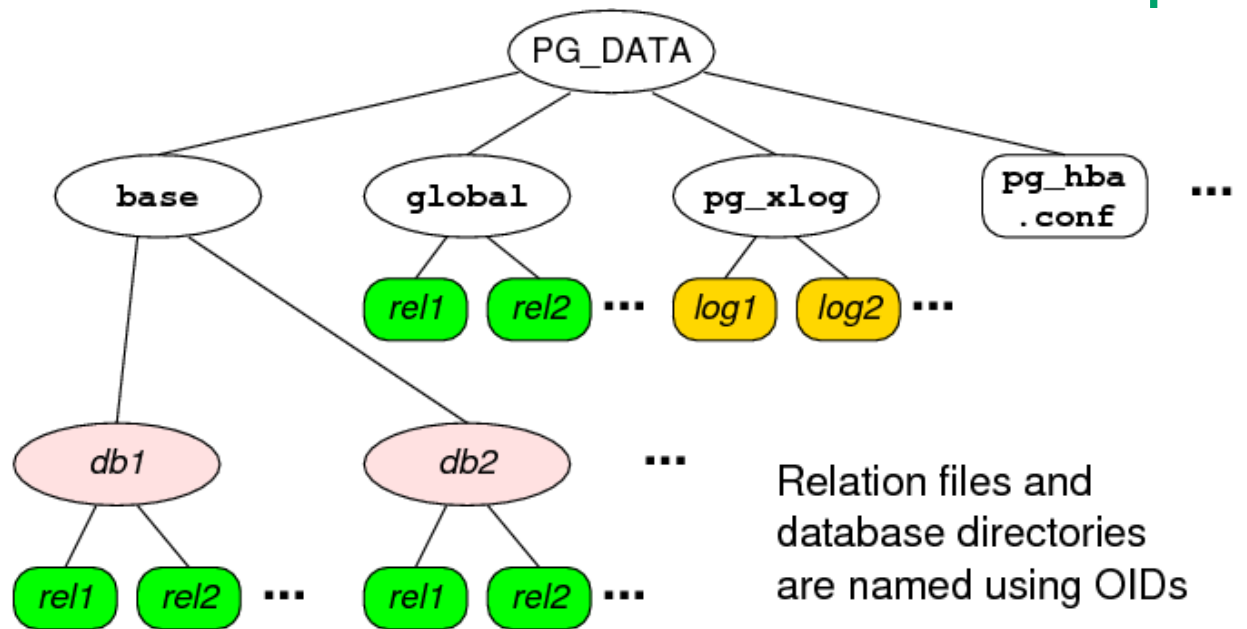 PG_DATA
base
global
pg_xlog
pg_hba
.conf
...
rel1
rel2
...
log1
log2
...
db1
db2
...
Relation files and
database directories
are named using OIDs
rel1
rel2
...
rel1
rel2
...